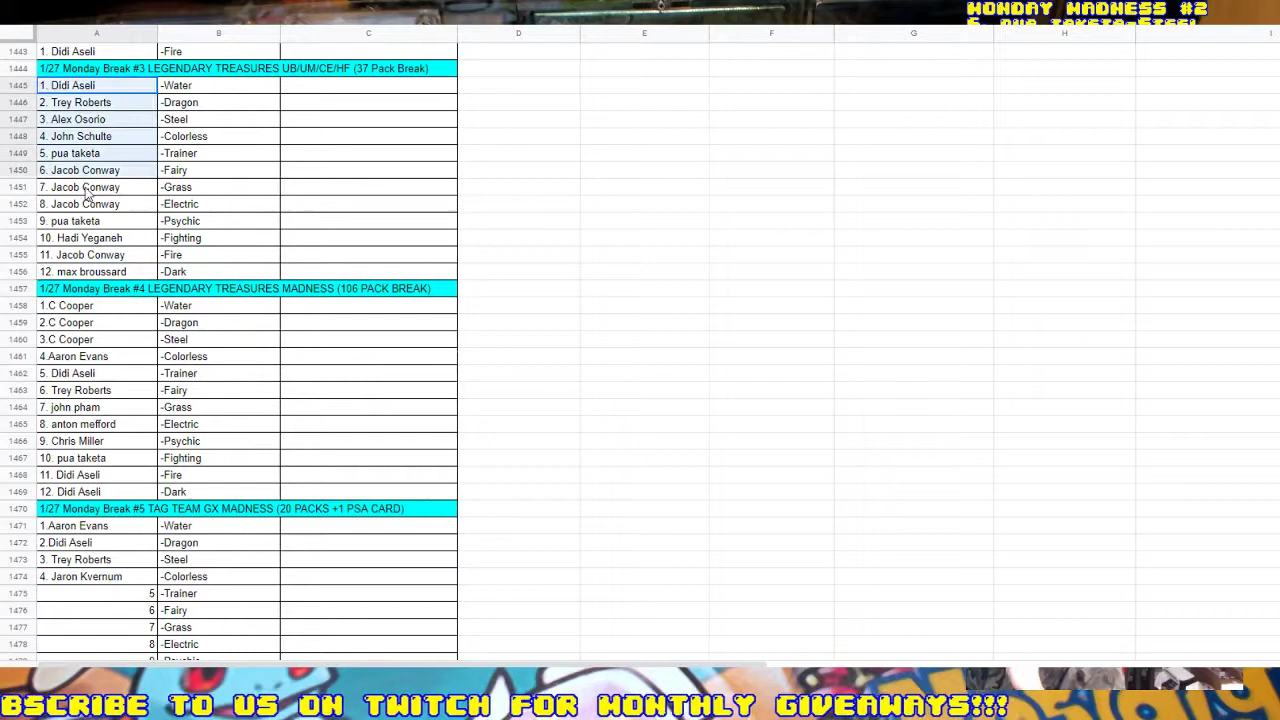 MONDAY MADNESS #2
5. pua taketa-Steel
A B C D E F G H I
1443 1. Didi Aseli -Fire
1444 1/27 Monday Break #3 LEGENDARY TREASURES UB/UM/CE/HF (37 Pack Break)
1445 1. Didi Aseli -Water
1446 2. Trey Roberts -Dragon
1447 3. Alex Osorio -Steel
1448 4. John Schulte -Colorless
1449 5. pua taketa -Trainer
1450 6. Jacob Conway -Fairy
1451 7. Jacob Conway -Grass
1452 8. Jacob Conway -Electric
1453 9. pua taketa -Psychic
1454 10. Hadi Yeganeh -Fighting
1455 11. Jacob Conway -Fire
1456 12. max broussard -Dark
1457 1/27 Monday Break #4 LEGENDARY TREASURES MADNESS (106 PACK BREAK)
1458 1.C Cooper -Water
1459 2.C Cooper -Dragon
1460 3.C Cooper -Steel
1461 4.Aaron Evans -Colorless
1462 5. Didi Aseli -Trainer
1463 6. Trey Roberts -Fairy
1464 7. john pham -Grass
1465 8. anton mefford -Electric
1466 9. Chris Miller -Psychic
1467 10. pua taketa -Fighting
1468 11. Didi Aseli -Fire
1469 12. Didi Aseli -Dark
1470 1/27 Monday Break #5 TAG TEAM GX MADNESS (20 PACKS +1 PSA CARD)
1471 1.Aaron Evans -Water
1472 2.Didi Aseli -Dragon
1473 3. Trey Roberts -Steel
1474 4. Jaron Kvernum -Colorless
1475 5 -Trainer
1476 6 -Fairy
1477 7 -Grass
1478 8 -Electric
9 -Psychic
BSCRIBE TO US ON TWITCH FOR MONTHLY GIVEAWAYS!!!